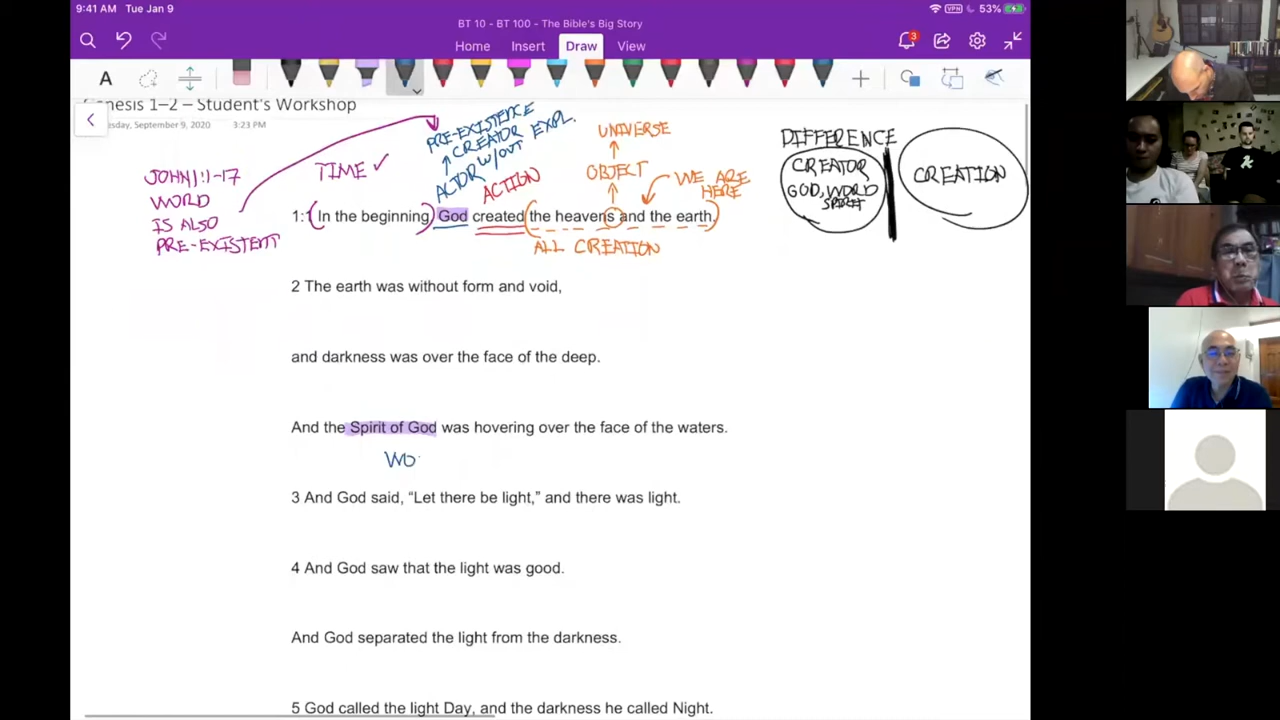 9:41 AM Tue Jan 9
VPN 53%
BT 10 - BT 100 - The Bible's Big Story
Home Insert Draw View
3
A
Genesis 1–2 – Student's Workshop
sday, September 9, 2020 3:23 PM
PRE-EXISTENCE
CREATOR W/OUT EXPL.
ACTOR
ACTION
TIME ✓
UNIVERSE
OBJECT
WE ARE
HERE
DIFFERENCE
CREATOR
GOD, WORD
SPIRIT
CREATION
JOHN 1:1-17
WORD
IS ALSO
PRE-EXISTENT
1:1 (In the beginning) God created (the heavens and the earth.)
ALL CREATION
2 The earth was without form and void,
and darkness was over the face of the deep.
And the Spirit of God was hovering over the face of the waters.
WO
3 And God said, “Let there be light,” and there was light.
4 And God saw that the light was good.
And God separated the light from the darkness.
5 God called the light Day, and the darkness he called Night.